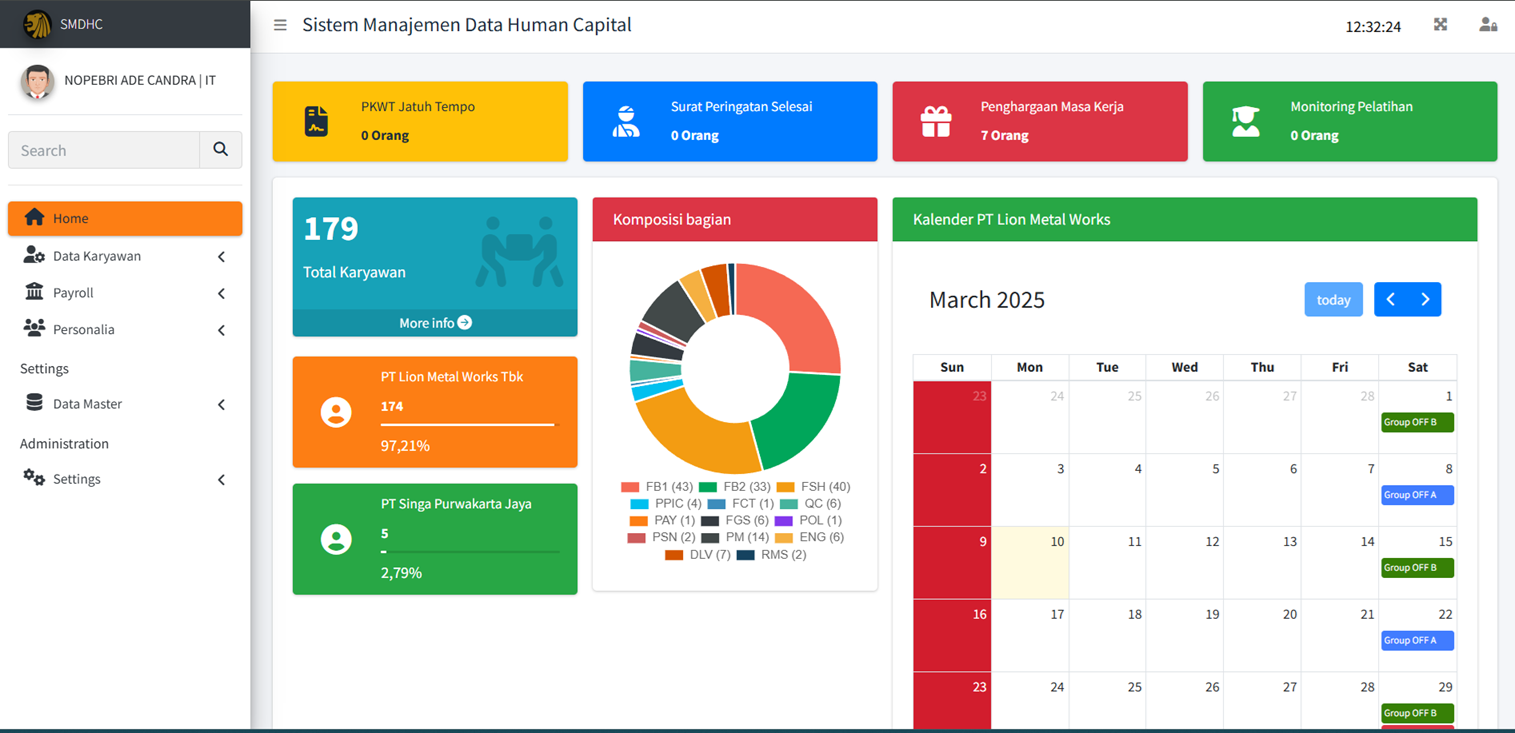 SMDHC
NOPEBRI ADE CANDRA | IT
Search
Home
Data Karyawan
Payroll
Personalia
Settings
Data Master
Administration
Settings
Sistem Manajemen Data Human Capital
12:32:24
PKWT Jatuh Tempo
0 Orang
Surat Peringatan Selesai
0 Orang
Penghargaan Masa Kerja
7 Orang
Monitoring Pelatihan
0 Orang
179
Total Karyawan
More info
PT Lion Metal Works Tbk
174
97,21%
PT Singa Purwakarta Jaya
5
2,79%
Komposisi bagian
FB1 (43) FB2 (33) FSH (40)
PPIC (4) FCT (1) QC (6)
PAY (1) FGS (6) POL (1)
PSN (2) PM (14) ENG (6)
DLV (7) RMS (2)
Kalender PT Lion Metal Works
March 2025
today
Sun Mon Tue Wed Thu Fri Sat
23 24 25 26 27 28 1
Group OFF B
2 3 4 5 6 7 8
Group OFF A
9 10 11 12 13 14 15
Group OFF B
16 17 18 19 20 21 22
Group OFF A
23 24 25 26 27 28 29
Group OFF B